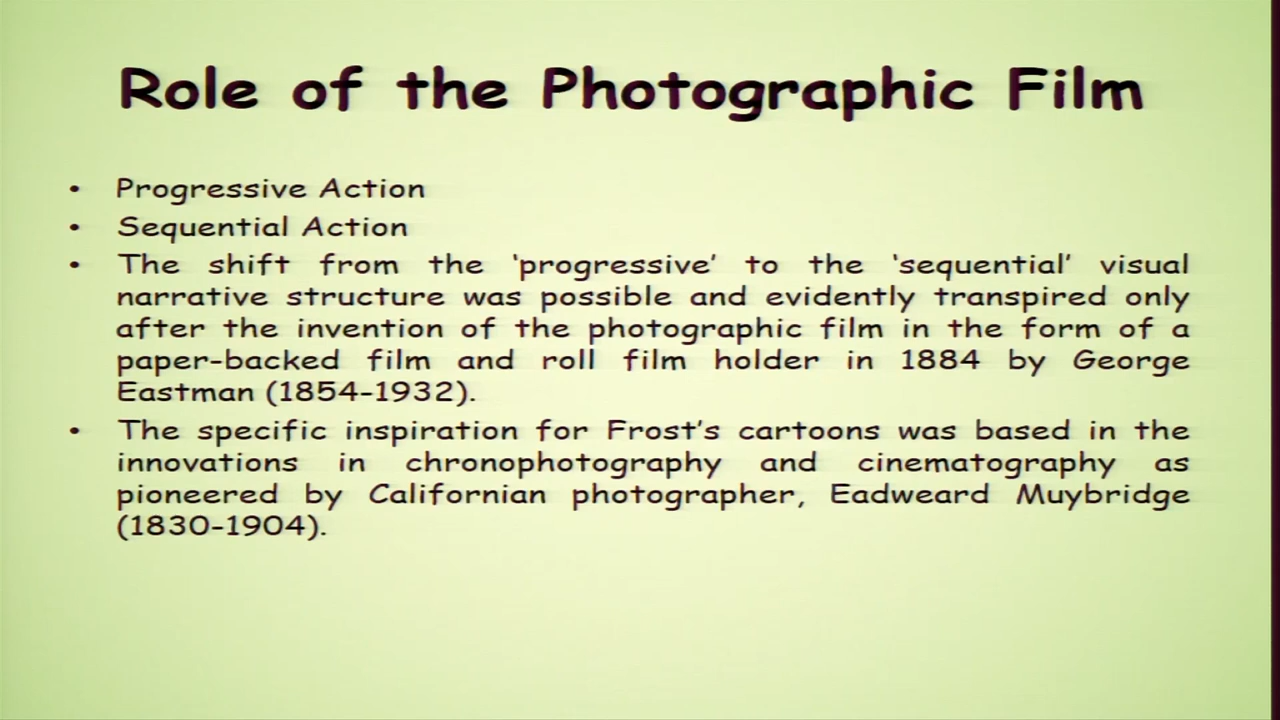 Role of the Photographic Film
• Progressive Action
• Sequential Action
• The shift from the ‘progressive’ to the ‘sequential’ visual
narrative structure was possible and evidently transpired only
after the invention of the photographic film in the form of a
paper-backed film and roll film holder in 1884 by George
Eastman (1854-1932).
• The specific inspiration for Frost’s cartoons was based in the
innovations in chronophotography and cinematography as
pioneered by Californian photographer, Eadweard Muybridge
(1830-1904).